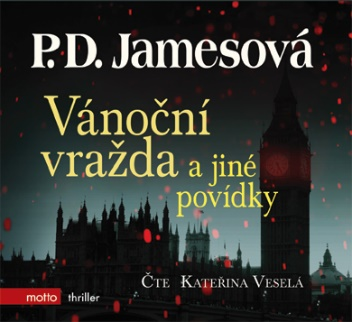 P. D. Jamesová
Vánoční
vražda a jiné
povídky
Čte Kateřina Veselá
motto thriller